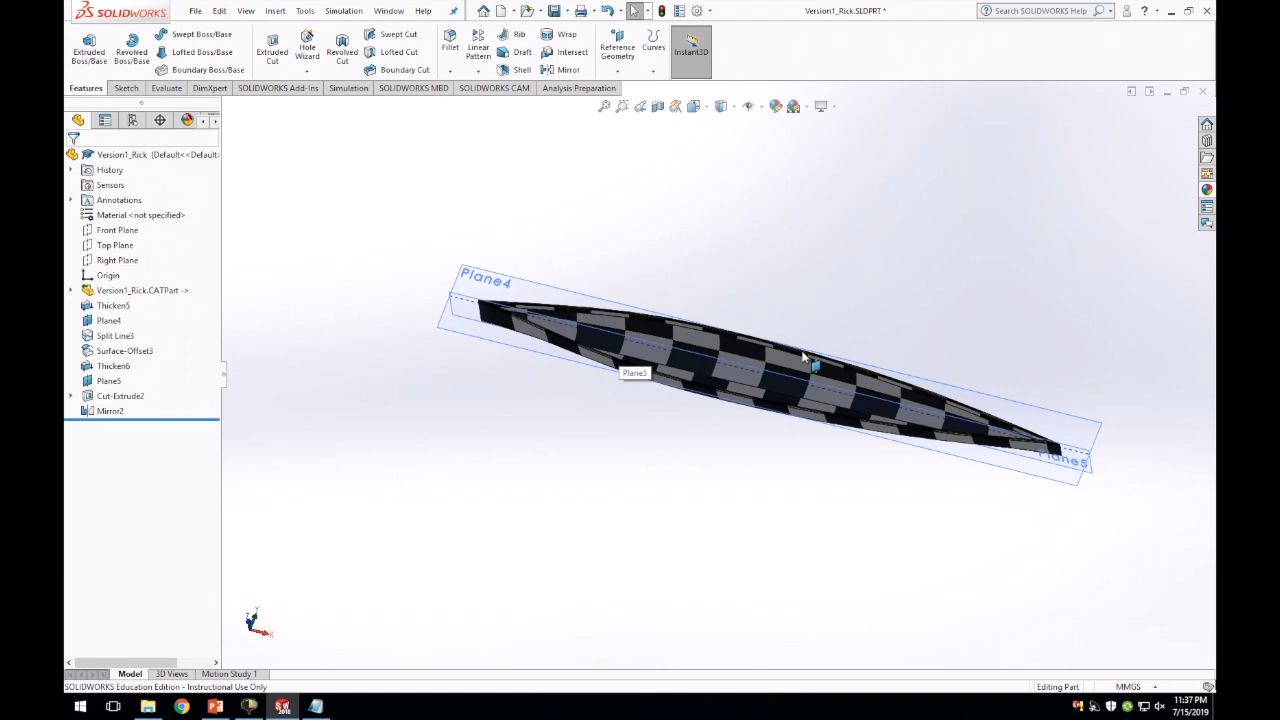 SOLIDWORKS
File Edit View Insert Tools Simulation Window Help
Version1_Rick.SLDPRT *
Search SOLIDWORKS Help
Extruded Boss/Base
Revolved Boss/Base
Swept Boss/Base
Lofted Boss/Base
Boundary Boss/Base
Extruded Cut
Hole Wizard
Revolved Cut
Swept Cut
Lofted Cut
Boundary Cut
Fillet
Linear Pattern
Rib
Draft
Shell
Wrap
Intersect
Mirror
Reference Geometry
Curves
Instant3D
Features Sketch Evaluate DimXpert SOLIDWORKS Add-Ins Simulation SOLIDWORKS MBD SOLIDWORKS CAM Analysis Preparation
Version1_Rick (Default<<Default>
History
Sensors
Annotations
Material <not specified>
Front Plane
Top Plane
Right Plane
Origin
Version1_Rick.CATPart ->
Thicken5
Plane4
Split Line3
Surface-Offset3
Thicken6
Plane5
Cut-Extrude2
Mirror2
Plane4
Plane5
Plane5
Y
Z
X
Model 3D Views Motion Study 1
SOLIDWORKS Education Edition - Instructional Use Only
Editing Part
MMGS
11:37 PM
7/15/2019